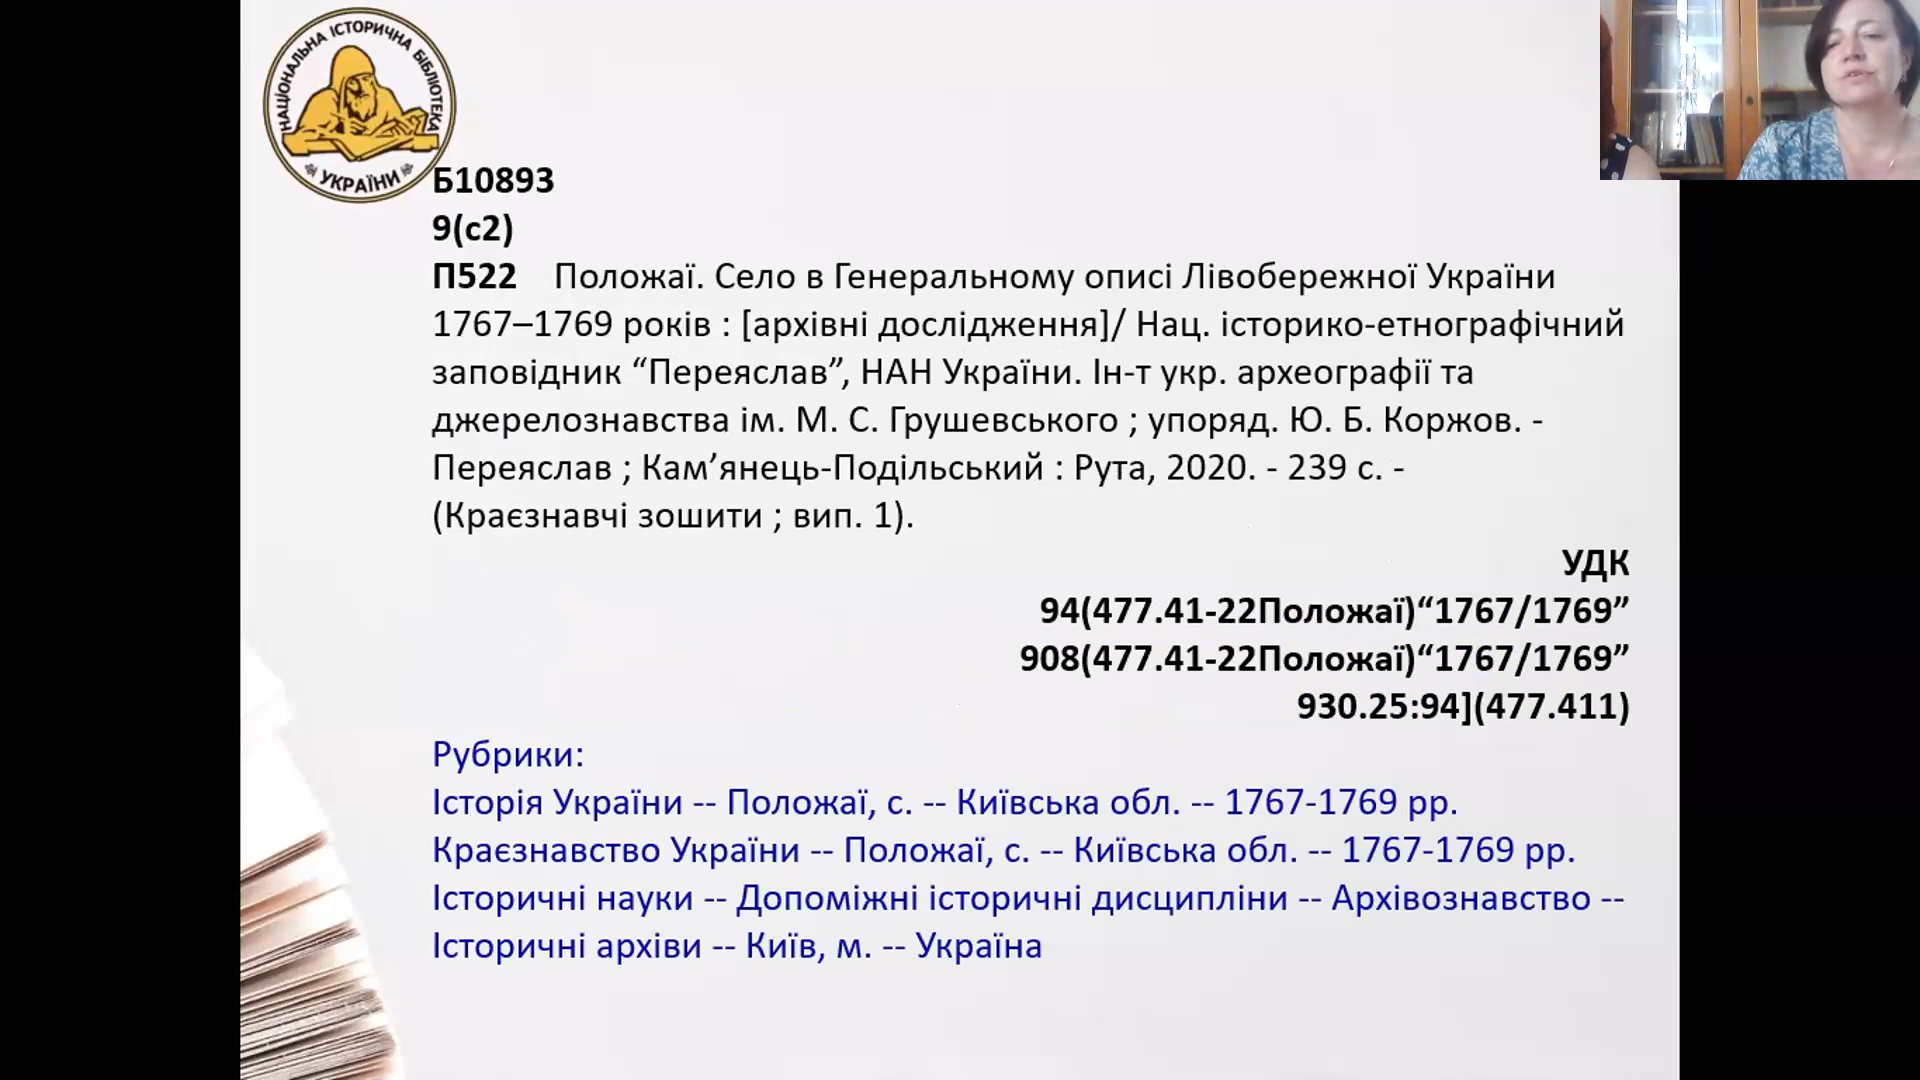 НАЦІОНАЛЬНА ІСТОРИЧНА БІБЛІОТЕКА
УКРАЇНИ
Б10893
9(с2)
П522 Положаї. Село в Генеральному описі Лівобережної України
1767–1769 років : [архівні дослідження]/ Нац. історико-етнографічний
заповідник “Переяслав”, НАН України. Ін-т укр. археографії та
джерелознавства ім. М. С. Грушевського ; упоряд. Ю. Б. Коржов. -
Переяслав ; Кам’янець-Подільський : Рута, 2020. - 239 с. -
(Краєзнавчі зошити ; вип. 1).
УДК
94(477.41-22Положаї)“1767/1769”
908(477.41-22Положаї)“1767/1769”
930.25:94](477.411)
Рубрики:
Історія України -- Положаї, с. -- Київська обл. -- 1767-1769 рр.
Краєзнавство України -- Положаї, с. -- Київська обл. -- 1767-1769 рр.
Історичні науки -- Допоміжні історичні дисципліни -- Архівознавство --
Історичні архіви -- Київ, м. -- Україна